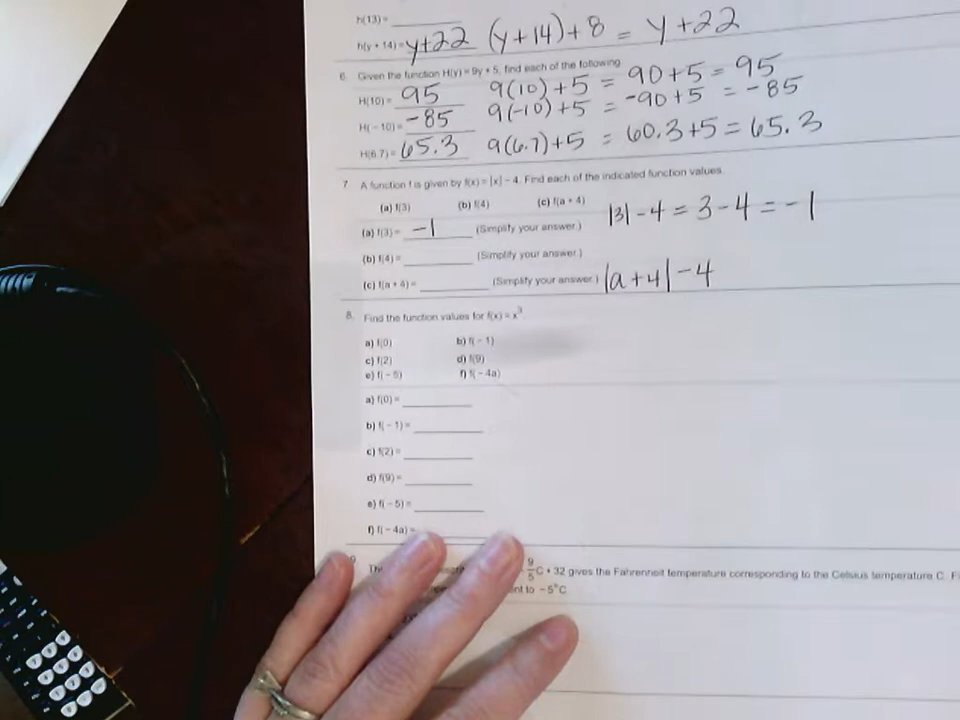 h(13) =
h(y + 14) = y+22 (y+14)+8 = y+22
6. Given the function H(y) = 9y + 5, find each of the following.
H(10) = 95 9(10)+5 = 90+5 = 95
H(−10) = -85 9(-10)+5 = -90+5 = -85
H(6.7) = 65.3 9(6.7)+5 = 60.3+5 = 65.3
7. A function f is given by f(x) = |x| − 4. Find each of the indicated function values.
(a) f(3) (b) f(4) (c) f(a + 4)
(a) f(3) = -1 (Simplify your answer.) |3|-4 = 3-4 = -1
(b) f(4) = (Simplify your answer.)
(c) f(a + 4) = (Simplify your answer.) |a+4| -4
8. Find the function values for f(x) = x³.
a) f(0) b) f(−1)
c) f(2) d) f(9)
e) f(−5) f) f(−4a)
a) f(0) =
b) f(−1) =
c) f(2) =
d) f(9) =
e) f(−5) =
f) f(−4a) =
9/5 C + 32 gives the Fahrenheit temperature corresponding to the Celsius temperature C.
to −5°C